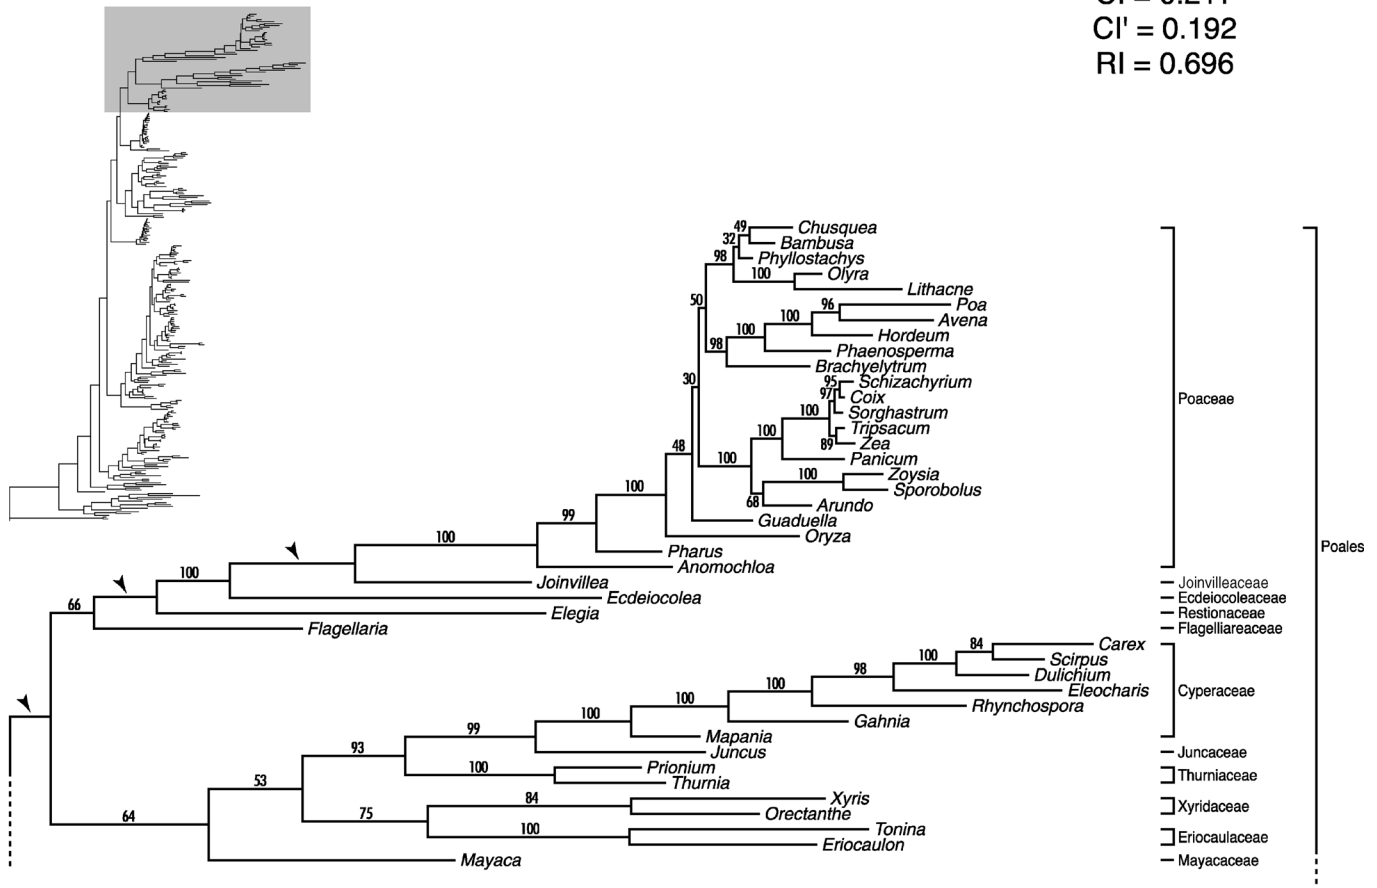 CI' = 0.192
RI = 0.696
49
Chusquea
32
Bambusa
98
Phyllostachys
100
Olyra
Lithacne
50
96
Poa
100
Avena
100
Hordeum
98
Phaenosperma
Brachyelytrum
30
95
Schizachyrium
97
Coix
100
Sorghastrum
Tripsacum
100
89
Zea
48
100
Panicum
100
Zoysia
Sporobolus
68
Arundo
100
Guaduella
99
Oryza
100
Pharus
Anomochloa
100
Joinvillea
Ecdeiocolea
66
Elegia
Flagellaria
84
Carex
100
Scirpus
98
Dulichium
100
Eleocharis
100
Rhynchospora
100
Gahnia
99
Mapania
93
Juncus
100
Prionium
Thurnia
53
84
Xyris
75
Orectanthe
64
100
Tonina
Eriocaulon
Mayaca
Poaceae
Joinvilleaceae
Ecdeiocoleaceae
Restionaceae
Flagelliareaceae
Cyperaceae
Juncaceae
Thurniaceae
Xyridaceae
Eriocaulaceae
Mayacaceae
Poales